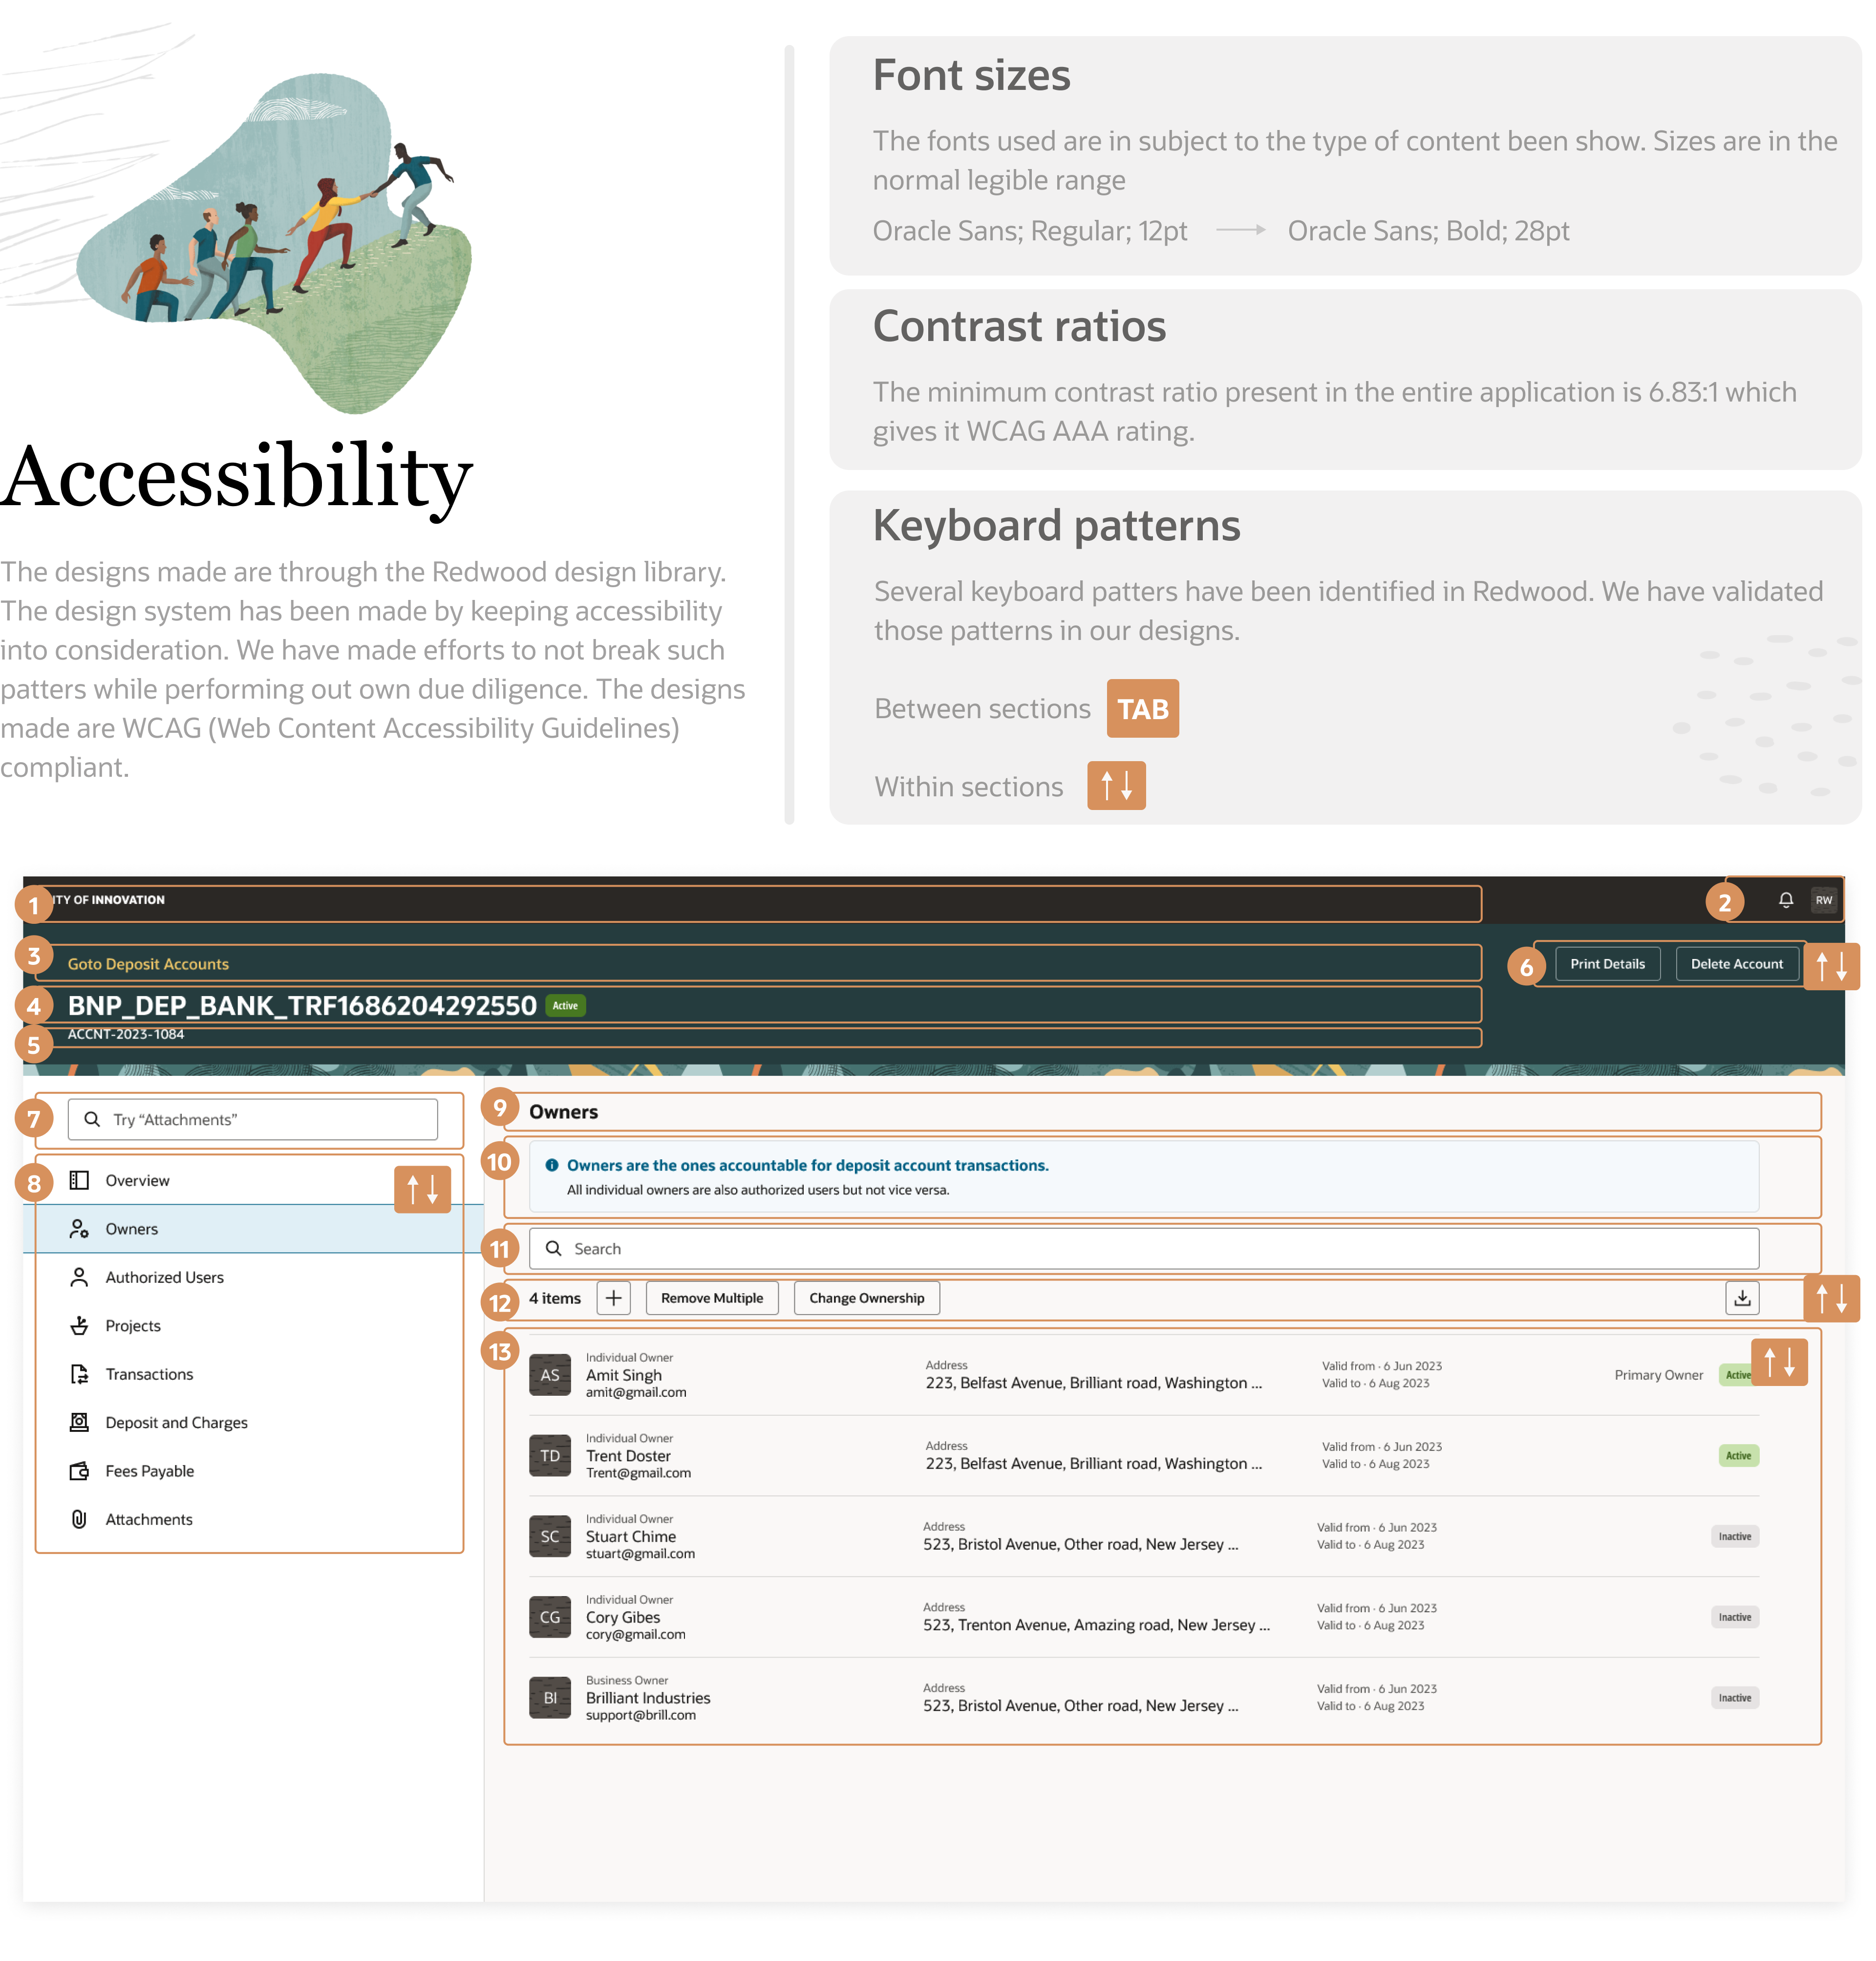 Accessibility
The designs made are through the Redwood design library.
The design system has been made by keeping accessibility
into consideration. We have made efforts to not break such
patters while performing out own due diligence. The designs
made are WCAG (Web Content Accessibility Guidelines)
compliant.
Font sizes
The fonts used are in subject to the type of content been show. Sizes are in the
normal legible range
Oracle Sans; Regular; 12pt → Oracle Sans; Bold; 28pt
Contrast ratios
The minimum contrast ratio present in the entire application is 6.83:1 which
gives it WCAG AAA rating.
Keyboard patterns
Several keyboard patters have been identified in Redwood. We have validated
those patterns in our designs.
Between sections TAB
Within sections ↑↓
1 ITY OF INNOVATION
2 RW
3 Goto Deposit Accounts
6 Print Details Delete Account ↑↓
4 BNP_DEP_BANK_TRF1686204292550 Active
5 ACCNT-2023-1084
7 Try “Attachments”
8 Overview ↑↓
Owners
Authorized Users
Projects
Transactions
Deposit and Charges
Fees Payable
Attachments
9 Owners
10 Owners are the ones accountable for deposit account transactions.
All individual owners are also authorized users but not vice versa.
11 Search
12 4 items + Remove Multiple Change Ownership ↑↓
13
AS Individual Owner
Amit Singh
amit@gmail.com
Address
223, Belfast Avenue, Brilliant road, Washington ...
Valid from · 6 Jun 2023
Valid to · 6 Aug 2023
Primary Owner Active ↑↓
TD Individual Owner
Trent Doster
Trent@gmail.com
Address
223, Belfast Avenue, Brilliant road, Washington ...
Valid from · 6 Jun 2023
Valid to · 6 Aug 2023
Active
SC Individual Owner
Stuart Chime
stuart@gmail.com
Address
523, Bristol Avenue, Other road, New Jersey ...
Valid from · 6 Jun 2023
Valid to · 6 Aug 2023
Inactive
CG Individual Owner
Cory Gibes
cory@gmail.com
Address
523, Trenton Avenue, Amazing road, New Jersey ...
Valid from · 6 Jun 2023
Valid to · 6 Aug 2023
Inactive
BI Business Owner
Brilliant Industries
support@brill.com
Address
523, Bristol Avenue, Other road, New Jersey ...
Valid from · 6 Jun 2023
Valid to · 6 Aug 2023
Inactive